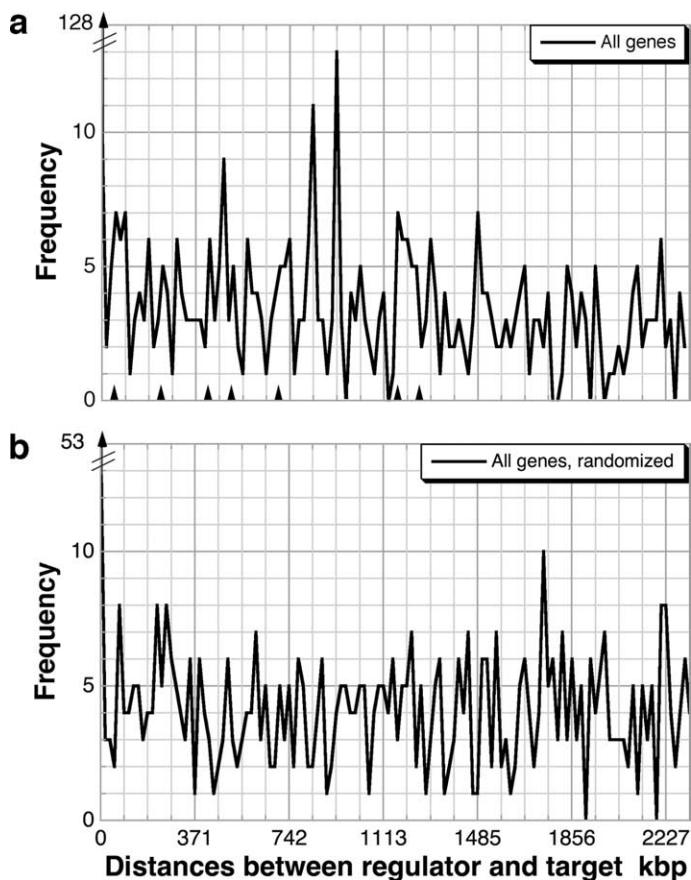 a
128
All genes
10
5
0
Frequency
b
53
All genes, randomized
10
5
0
Frequency
0 371 742 1113 1485 1856 2227
Distances between regulator and target kbp